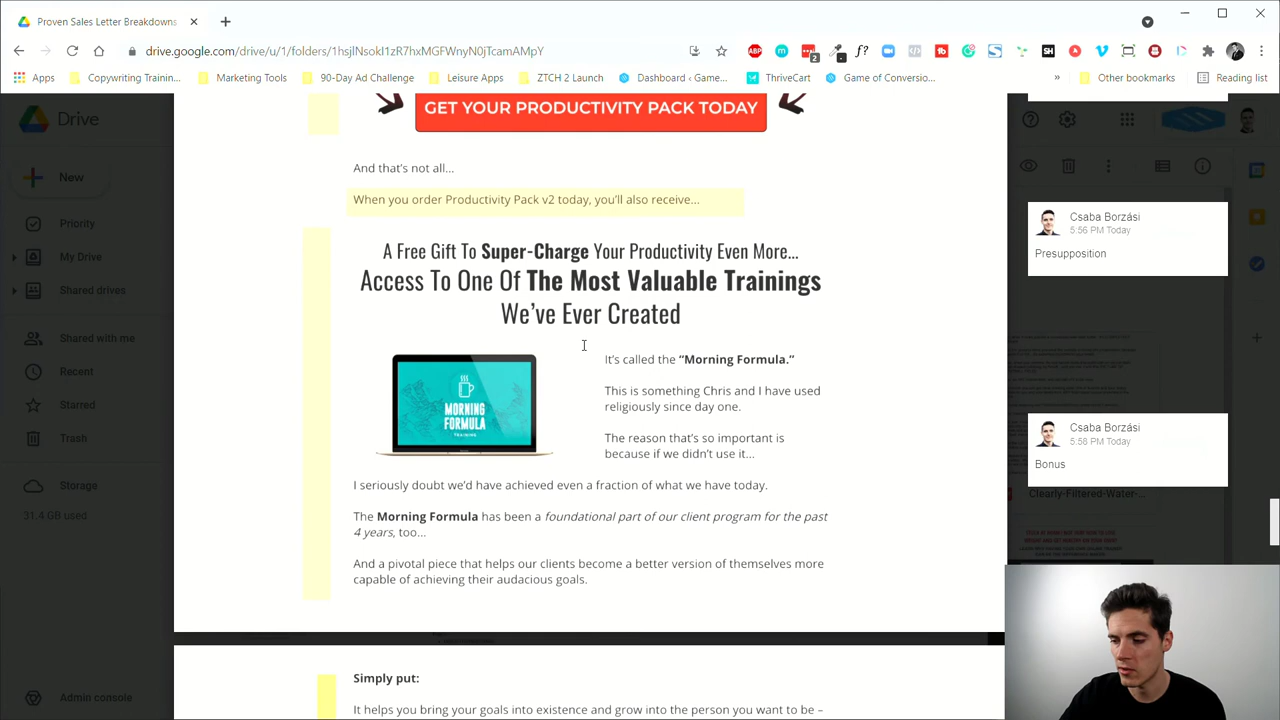 Proven Sales Letter Breakdowns
drive.google.com/drive/u/1/folders/1hsjlNsokI1zR7hxMGFWnyN0jTcamAMpY
Apps
Copywriting Trainin...
Marketing Tools
90-Day Ad Challenge
Leisure Apps
ZTCH 2 Launch
Dashboard ‹ Game...
ThriveCart
Game of Conversio...
»
Other bookmarks
Reading list
Drive
New
Priority
My Drive
Shared drives
Shared with me
Recent
Starred
Trash
Storage
31.4 GB used
Admin console
GET YOUR PRODUCTIVITY PACK TODAY
And that's not all...
When you order Productivity Pack v2 today, you'll also receive...
A Free Gift To Super-Charge Your Productivity Even More...
Access To One Of The Most Valuable Trainings
We've Ever Created
MORNING
FORMULA
TRAINING
It's called the “Morning Formula.”
This is something Chris and I have used
religiously since day one.
The reason that's so important is
because if we didn't use it...
I seriously doubt we'd have achieved even a fraction of what we have today.
The Morning Formula has been a foundational part of our client program for the past
4 years, too...
And a pivotal piece that helps our clients become a better version of themselves more
capable of achieving their audacious goals.
Simply put:
It helps you bring your goals into existence and grow into the person you want to be –
Csaba Borzási
5:56 PM Today
Presupposition
Csaba Borzási
5:58 PM Today
Bonus
Clearly-Filtered-Water-...